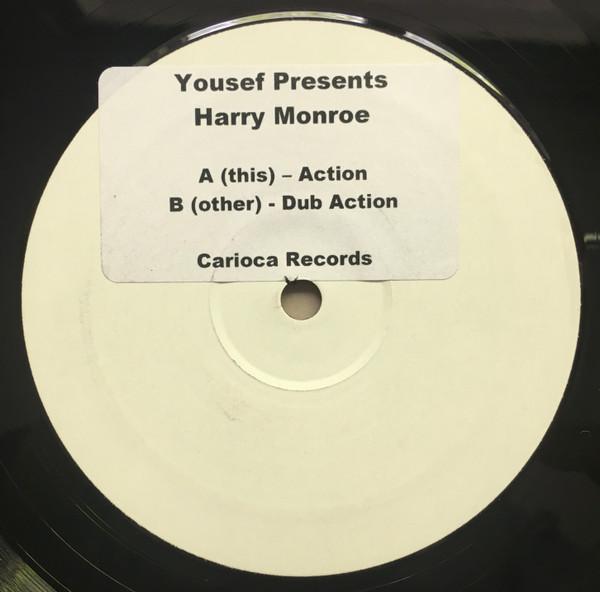 Yousef Presents
Harry Monroe
A (this) – Action
B (other) - Dub Action
Carioca Records